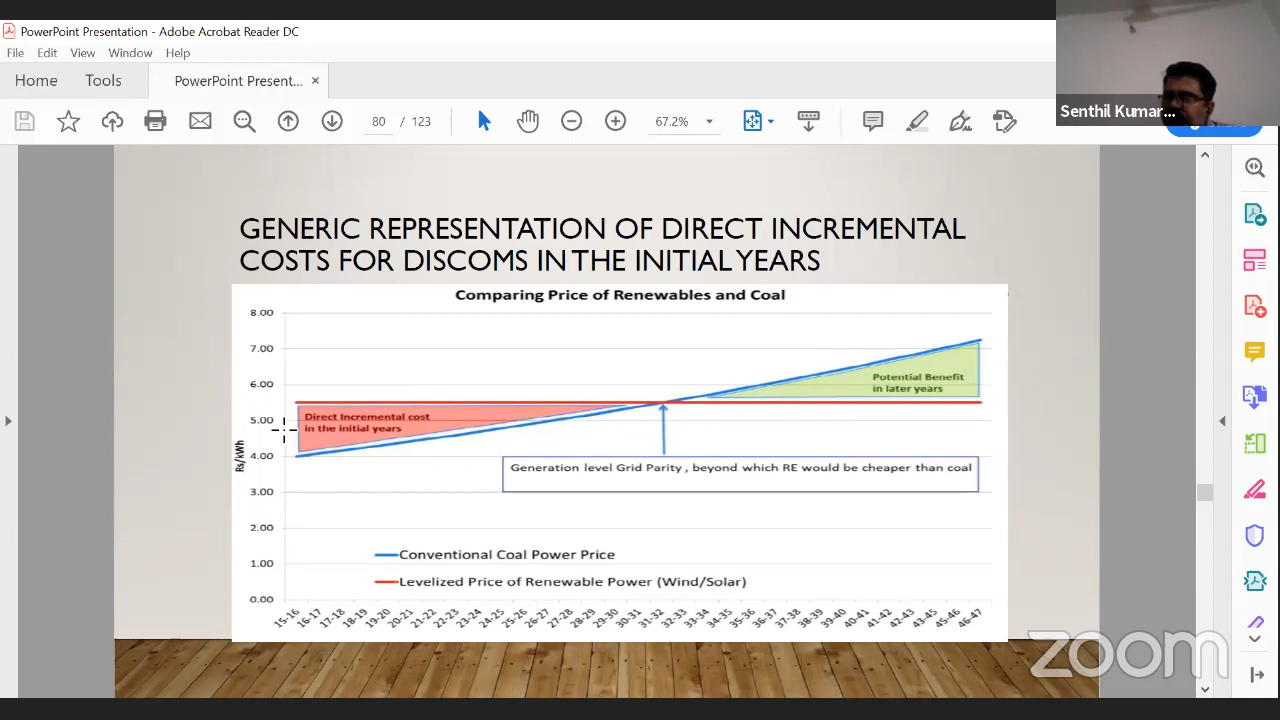 PowerPoint Presentation - Adobe Acrobat Reader DC
File Edit View Window Help
Home Tools PowerPoint Present... ×
80 / 123 67.2%
Senthil Kumar...
GENERIC REPRESENTATION OF DIRECT INCREMENTAL
COSTS FOR DISCOMS IN THE INITIAL YEARS
Comparing Price of Renewables and Coal
8.00
7.00
6.00
5.00
4.00
3.00
2.00
1.00
0.00
Rs/kWh
Direct Incremental cost
in the initial years
Potential Benefit
in later years
Generation level Grid Parity , beyond which RE would be cheaper than coal
Conventional Coal Power Price
Levelized Price of Renewable Power (Wind/Solar)
15-16 16-17 17-18 18-19 19-20 20-21 21-22 22-23 23-24 24-25 25-26 26-27 27-28 28-29 29-30 30-31 31-32 32-33 33-34 34-35 35-36 36-37 37-38 38-39 39-40 40-41 41-42 42-43 43-45 45-46 46-47
zoom